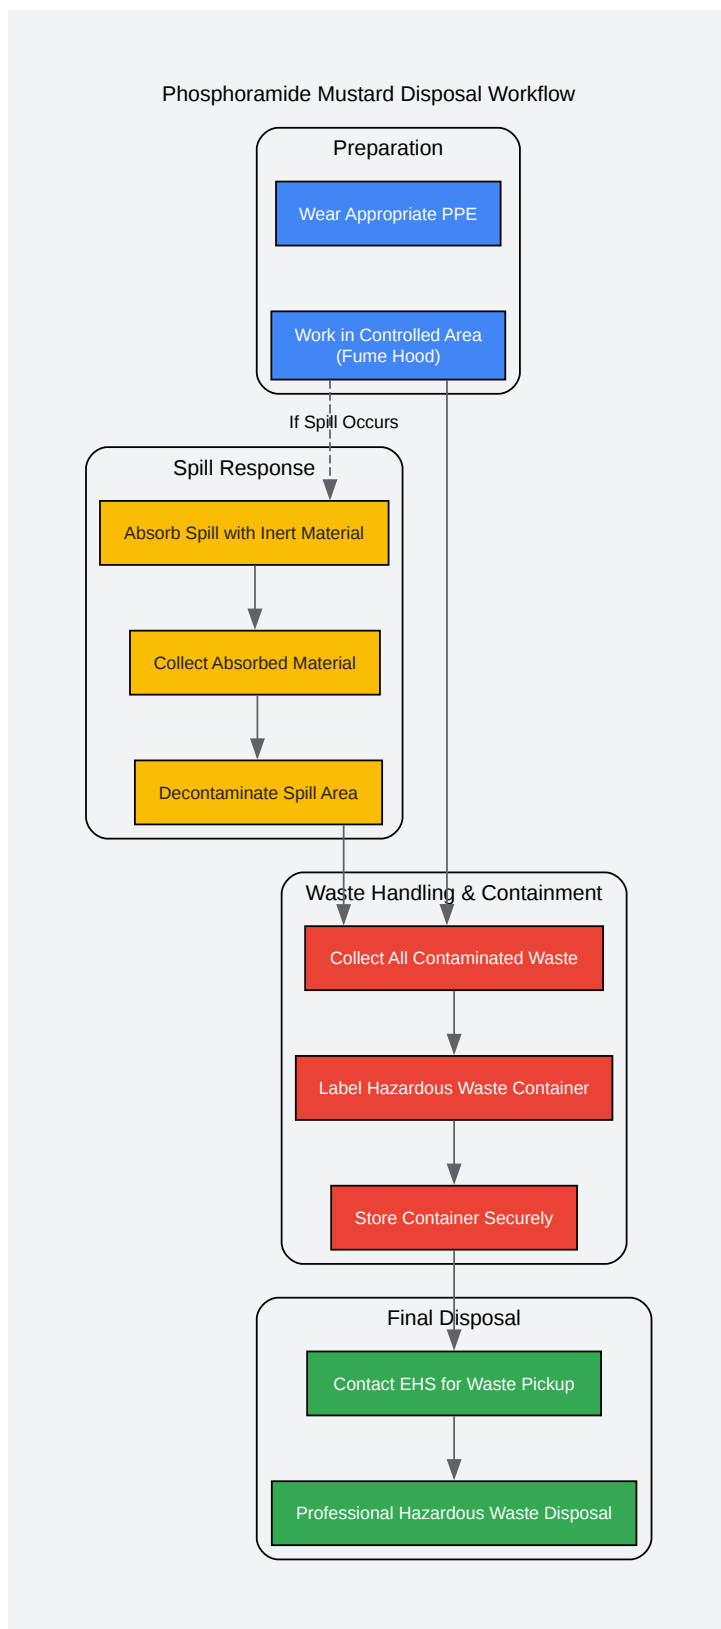 Phosphoramide Mustard Disposal Workflow
Preparation
Wear Appropriate PPE
Work in Controlled Area
(Fume Hood)
If Spill Occurs
Spill Response
Absorb Spill with Inert Material
Collect Absorbed Material
Decontaminate Spill Area
Waste Handling & Containment
Collect All Contaminated Waste
Label Hazardous Waste Container
Store Container Securely
Final Disposal
Contact EHS for Waste Pickup
Professional Hazardous Waste Disposal